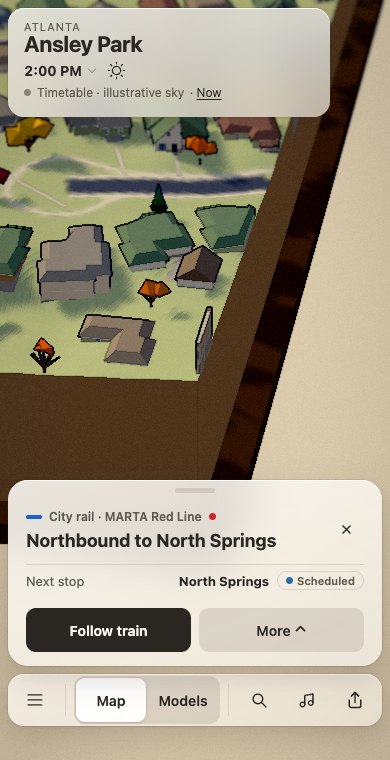 ATLANTA
Ansley Park
2:00 PM
Timetable · illustrative sky · Now
City rail · MARTA Red Line
Northbound to North Springs
Next stop North Springs Scheduled
Follow train More
Map Models